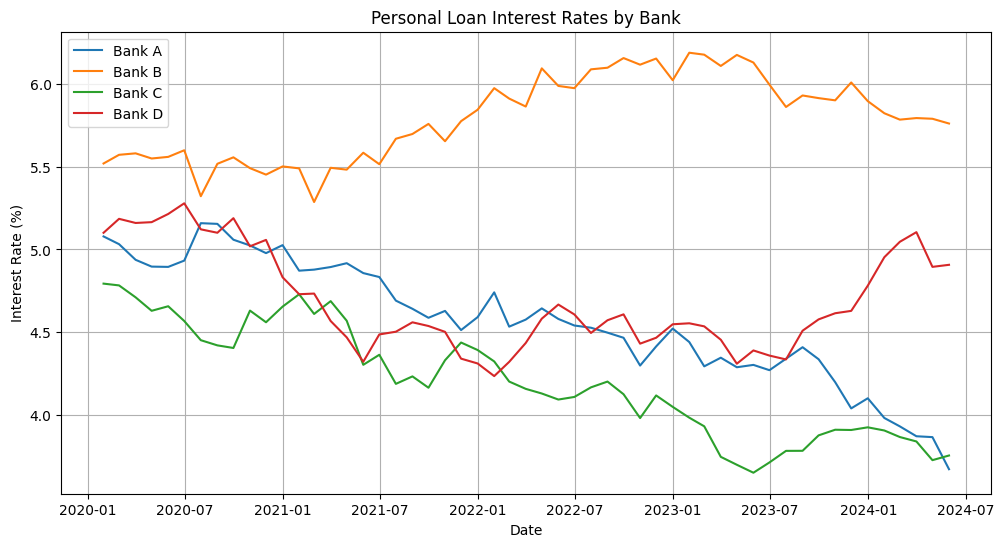 Personal Loan Interest Rates by Bank
Bank A
Bank B
Bank C
Bank D
Interest Rate (%)
6.0
5.5
5.0
4.5
4.0
2020-01 2020-07 2021-01 2021-07 2022-01 2022-07 2023-01 2023-07 2024-01 2024-07
Date